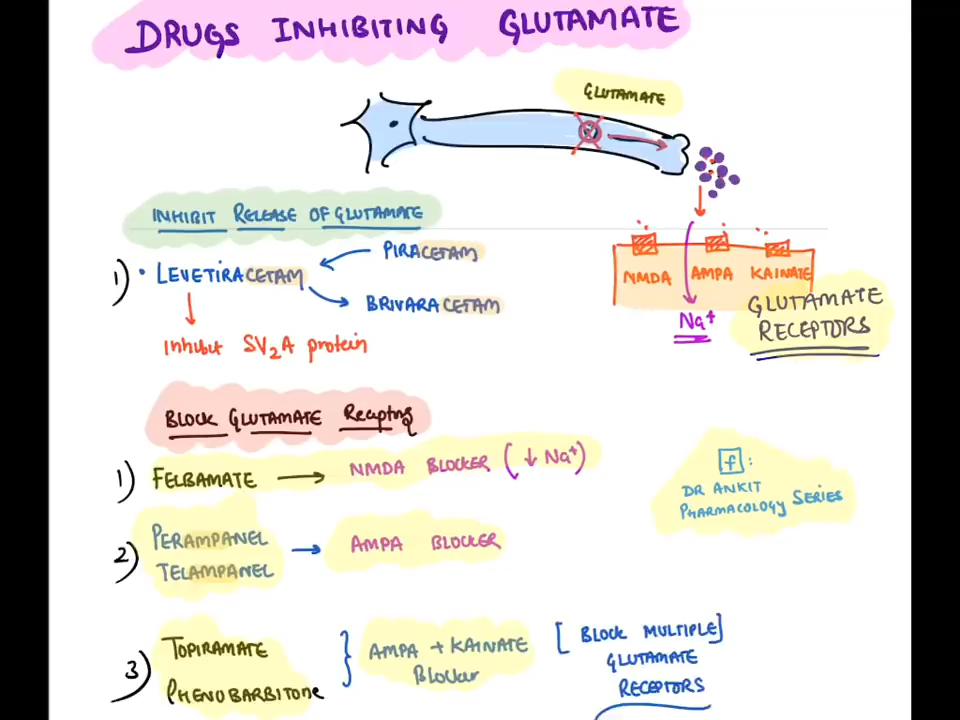 DRUGS INHIBITING GLUTAMATE
GLUTAMATE
INHIBIT RELEASE OF GLUTAMATE
1) • LEVETIRACETAM
PIRACETAM
BRIVARACETAM
Inhibit SV2A protein
NMDA AMPA KAINATE
Na+
GLUTAMATE
RECEPTORS
BLOCK GLUTAMATE
1) FELBAMATE → NMDA BLOCKER (↓ Na+)
f:
DR ANKIT
PHARMACOLOGY SERIES
2) PERAMPANEL
TELAMPANEL
→ AMPA BLOCKER
3) TOPIRAMATE
PHENOBARBITONE
} AMPA + KAINATE
Blocker
[BLOCK MULTIPLE]
GLUTAMATE
RECEPTORS